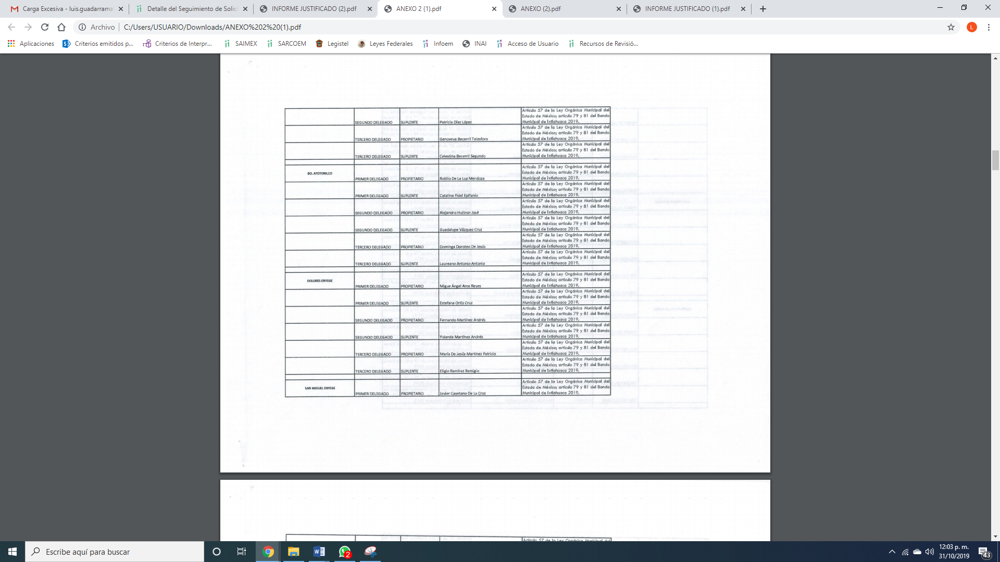 Carga Excesiva - luis.guadarrama
Detalle del Seguimiento de Solici
INFORME JUSTIFICADO (2).pdf
ANEXO 2 (1).pdf
ANEXO (2).pdf
INFORME JUSTIFICADO (1).pdf
Archivo
C:/Users/USUARIO/Downloads/ANEXO%202%20(1).pdf
L
Aplicaciones
Criterios emitidos p...
Criterios de Interpr...
SAIMEX
SARCOEM
Legistel
Leyes Federales
Infoem
INAI
Acceso de Usuario
Recursos de Revisió...
Artículo 57 de la Ley Orgánica Municipal del
Estado de México; artículo 79 y 81 del Bando
SEGUNDO DELEGADO SUPLENTE Patricia Díaz López Municipal de Ixtlahuaca 2019.
Artículo 57 de la Ley Orgánica Municipal del
Estado de México; artículo 79 y 81 del Bando
TERCERO DELEGADO PROPIETARIO Genoveva Becerril Telesforo Municipal de Ixtlahuaca 2019.
Artículo 57 de la Ley Orgánica Municipal del
Estado de México; artículo 79 y 81 del Bando
TERCERO DELEGADO SUPLENTE Celestina Becerril Segundo Municipal de Ixtlahuaca 2019.
Artículo 57 de la Ley Orgánica Municipal del
BO. ATOTONILCO Estado de México; artículo 79 y 81 del Bando
PRIMER DELEGADO PROPIETARIO Rotilio De La Luz Mendoza Municipal de Ixtlahuaca 2019.
Artículo 57 de la Ley Orgánica Municipal del
Estado de México; artículo 79 y 81 del Bando
PRIMER DELEGADO SUPLENTE Catalina Fidel Epifanio Municipal de Ixtlahuaca 2019.
Artículo 57 de la Ley Orgánica Municipal del
Estado de México; artículo 79 y 81 del Bando
SEGUNDO DELEGADO PROPIETARIO Alejandro Huitron José Municipal de Ixtlahuaca 2019.
Artículo 57 de la Ley Orgánica Municipal del
Estado de México; artículo 79 y 81 del Bando
SEGUNDO DELEGADO SUPLENTE Guadalupe Vázquez Cruz Municipal de Ixtlahuaca 2019.
Artículo 57 de la Ley Orgánica Municipal del
Estado de México; artículo 79 y 81 del Bando
TERCERO DELEGADO PROPIETARIO Dominga Doroteo De Jesús Municipal de Ixtlahuaca 2019.
Artículo 57 de la Ley Orgánica Municipal del
Estado de México; artículo 79 y 81 del Bando
TERCERO DELEGADO SUPLENTE Laureano Antonio Antonio Municipal de Ixtlahuaca 2019.
Artículo 57 de la Ley Orgánica Municipal del
DOLORES ENYEGE Estado de México; artículo 79 y 81 del Bando
PRIMER DELEGADO PROPIETARIO Migue Ángel Arce Reyes Municipal de Ixtlahuaca 2019.
Artículo 57 de la Ley Orgánica Municipal del
Estado de México; artículo 79 y 81 del Bando
PRIMER DELEGADO SUPLENTE Estefana Ortíz Cruz Municipal de Ixtlahuaca 2019.
Artículo 57 de la Ley Orgánica Municipal del
Estado de México; artículo 79 y 81 del Bando
SEGUNDO DELEGADO PROPIETARIO Fernando Martínez Andrés Municipal de Ixtlahuaca 2019.
Artículo 57 de la Ley Orgánica Municipal del
Estado de México; artículo 79 y 81 del Bando
SEGUNDO DELEGADO SUPLENTE Yolanda Martínez Andrés Municipal de Ixtlahuaca 2019.
Artículo 57 de la Ley Orgánica Municipal del
Estado de México; artículo 79 y 81 del Bando
TERCERO DELEGADO PROPIETARIO María De Jesús Martínez Patricio Municipal de Ixtlahuaca 2019.
Artículo 57 de la Ley Orgánica Municipal del
Estado de México; artículo 79 y 81 del Bando
TERCERO DELEGADO SUPLENTE Eligio Ramírez Remigio Municipal de Ixtlahuaca 2019.
Artículo 57 de la Ley Orgánica Municipal del
SAN MIGUEL ENYEGE Estado de México; artículo 79 y 81 del Bando
PRIMER DELEGADO PROPIETARIO Javier Cayetano De La Cruz Municipal de Ixtlahuaca 2019.
Artículo 57 de la Ley Orgánica Municipal del
Escribe aquí para buscar
2
12:03 p. m.
31/10/2019
43